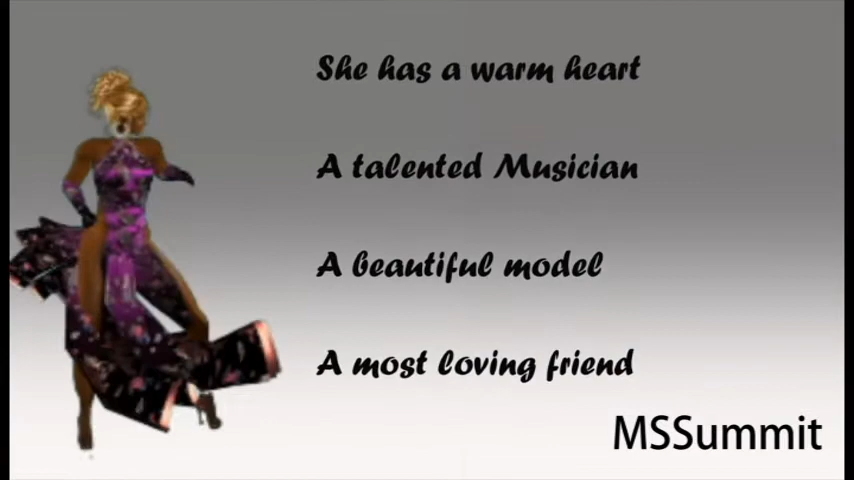 She has a warm heart
A talented Musician
A beautiful model
A most loving friend
MSSummit